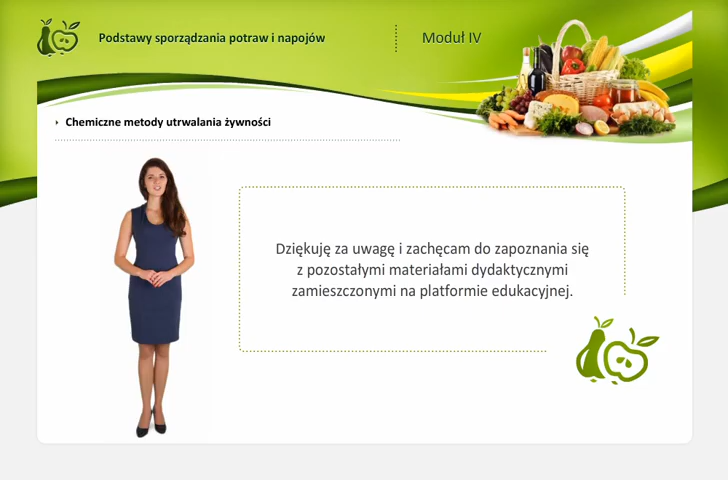 Podstawy sporządzania potraw i napojów
Moduł IV
Chemiczne metody utrwalania żywności
Dziękuję za uwagę i zachęcam do zapoznania się
z pozostałymi materiałami dydaktycznymi
zamieszczonymi na platformie edukacyjnej.